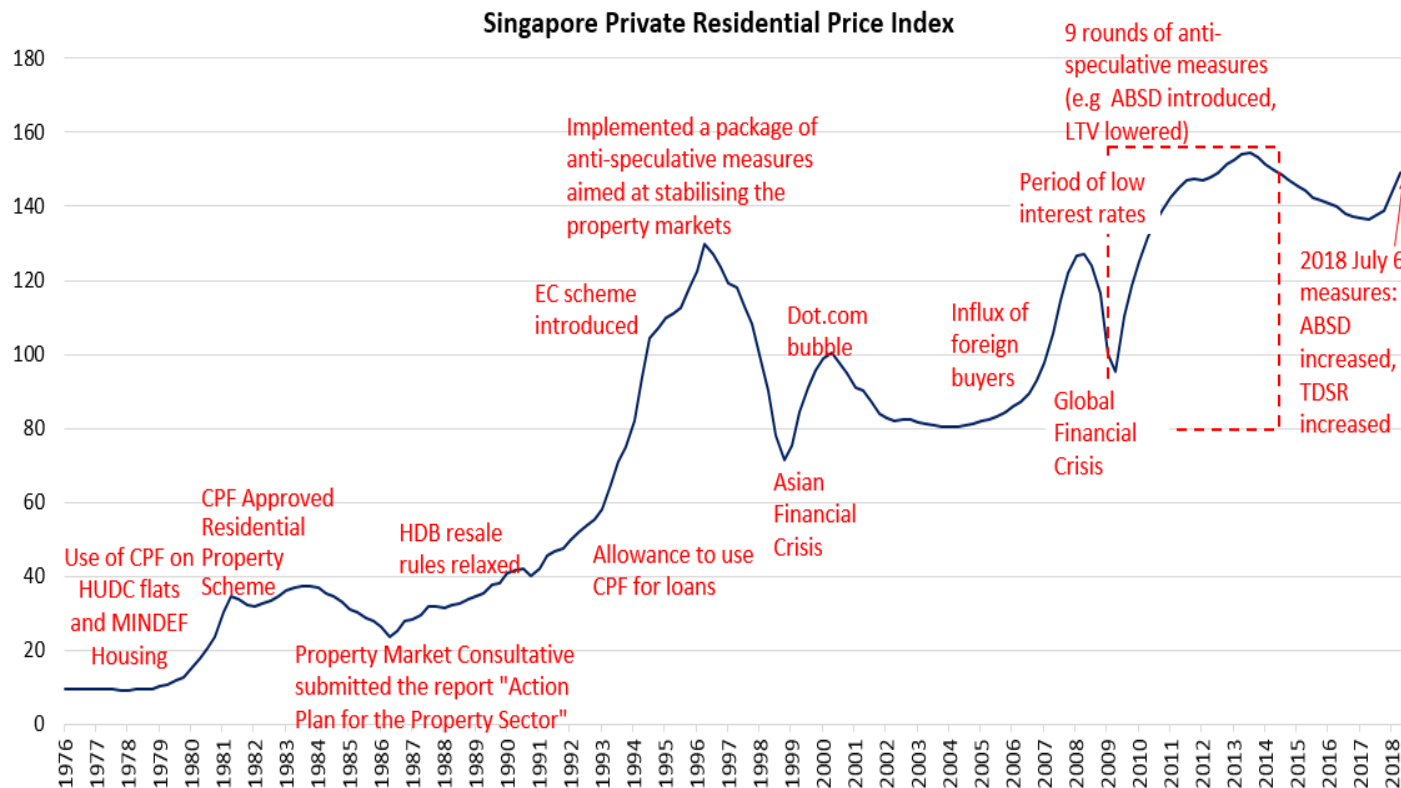 Singapore Private Residential Price Index
180
160
140
120
100
80
60
40
20
0
Use of CPF on
HUDC flats
and MINDEF
Housing
CPF Approved
Residential
Property
Scheme
Property Market Consultative
submitted the report "Action
Plan for the Property Sector"
HDB resale
rules relaxed
EC scheme
introduced
Implemented a package of
anti-speculative measures
aimed at stabilising the
property markets
Allowance to use
CPF for loans
Asian
Financial
Crisis
Dot.com
bubble
Influx of
foreign
buyers
Period of low
interest rates
Global
Financial
Crisis
9 rounds of anti-
speculative measures
(e.g ABSD introduced,
LTV lowered)
2018 July 6
measures:
ABSD
increased,
TDSR
increased
1976
1977
1978
1979
1980
1981
1982
1983
1984
1985
1986
1987
1988
1989
1990
1991
1992
1993
1994
1995
1996
1997
1998
1999
2000
2001
2002
2003
2004
2005
2006
2007
2008
2009
2010
2011
2012
2013
2014
2015
2016
2017
2018